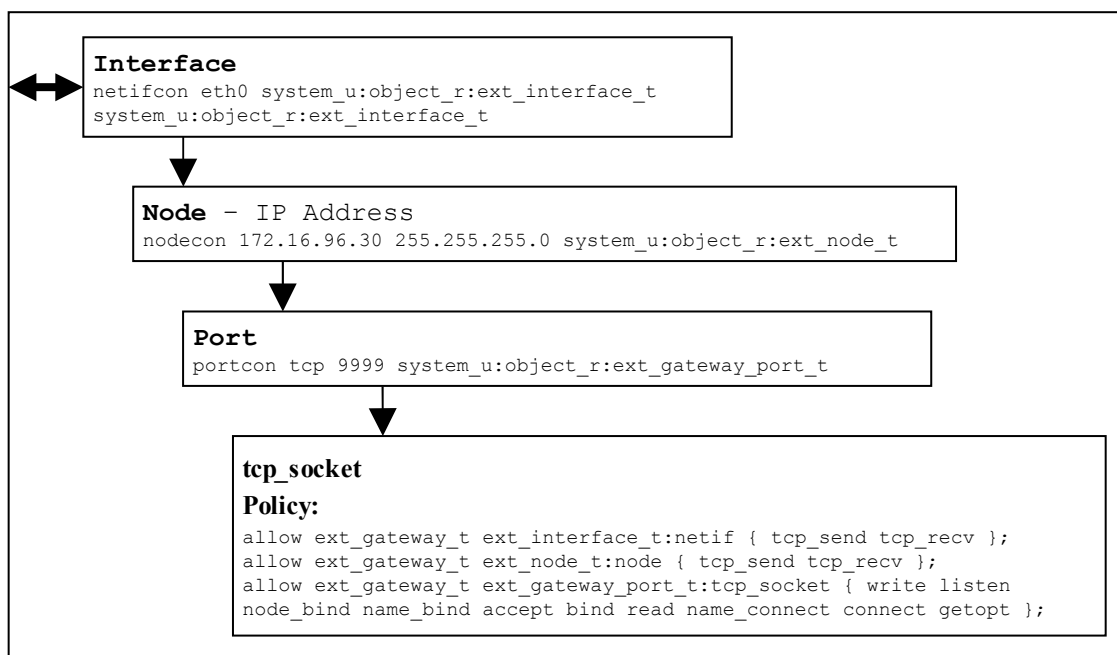 Interface
netifcon eth0 system_u:object_r:ext_interface_t
system_u:object_r:ext_interface_t
Node – IP Address
nodecon 172.16.96.30 255.255.255.0 system_u:object_r:ext_node_t
Port
portcon tcp 9999 system_u:object_r:ext_gateway_port_t
tcp_socket
Policy:
allow ext_gateway_t ext_interface_t:netif { tcp_send tcp_recv };
allow ext_gateway_t ext_node_t:node { tcp_send tcp_recv };
allow ext_gateway_t ext_gateway_port_t:tcp_socket { write listen
node_bind name_bind accept bind read name_connect connect getopt };